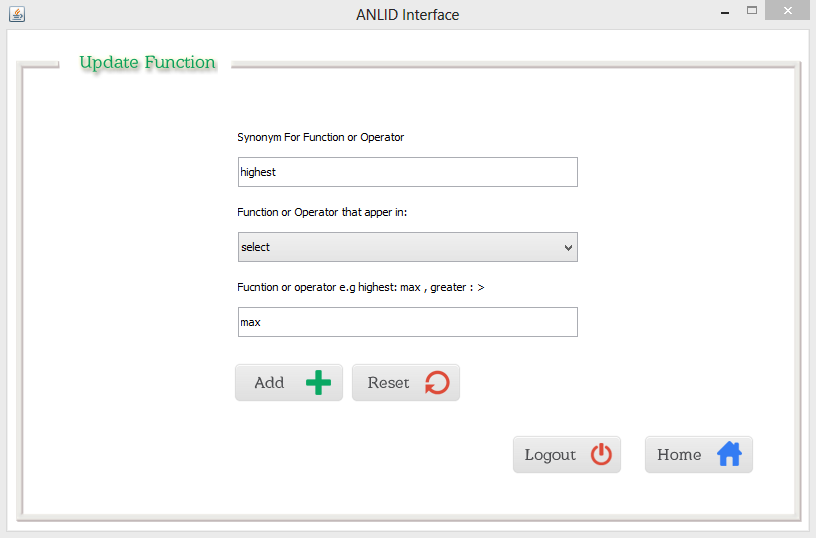 ANLID Interface
Update Function
Synonym For Function or Operator
highest
Function or Operator that apper in:
select
Fucntion or operator e.g highest: max , greater : >
max
Add Reset
Logout Home